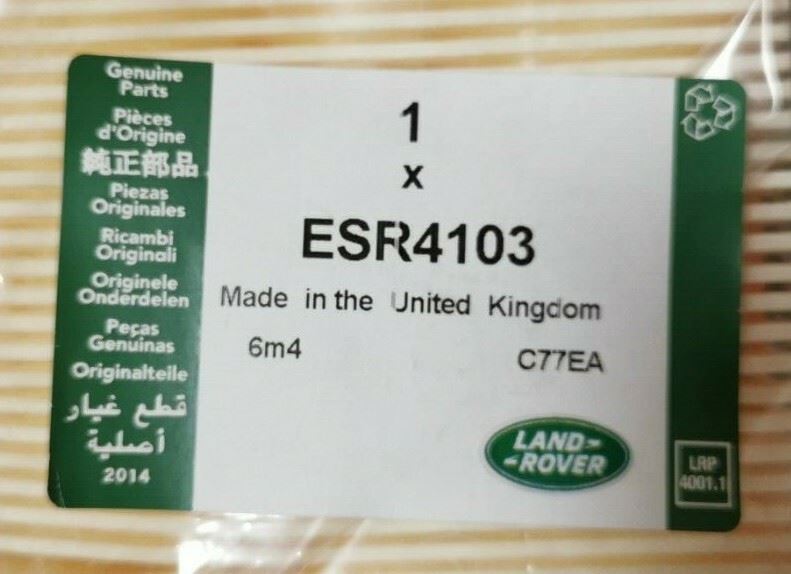 Genuine
Parts
Pièces
d'Origine
純正部品
Piezas
Originales
Ricambi
Originali
Originele
Onderdelen
Peças
Genuinas
Originalteile
قطع غيار
أصلية
2014
1
x
ESR4103
Made in the United Kingdom
6m4 C77EA
LAND-
-ROVER
LRP
4001.1